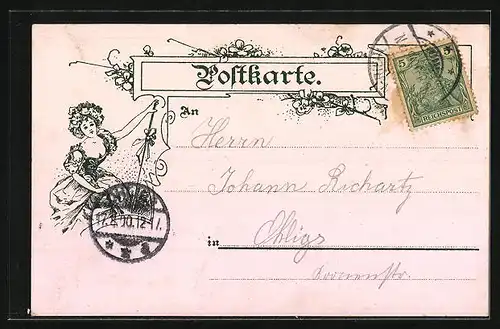 Postkarte.
5
REICHSPOST
An
Herrn
Johann Richartz
in Ohligs